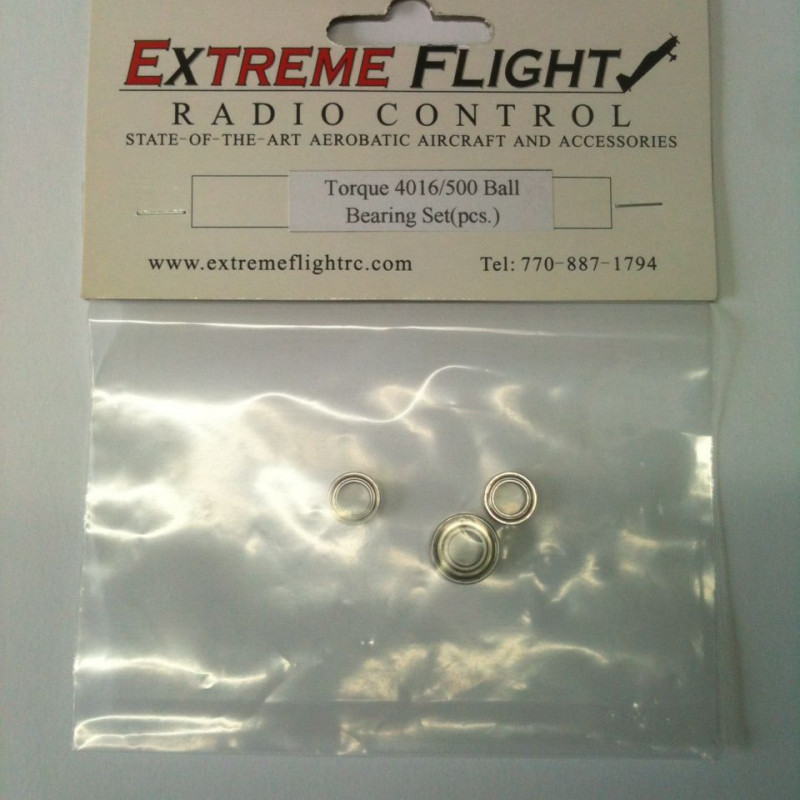 EXTREME FLIGHT
RADIO CONTROL
STATE-OF-THE-ART AEROBATIC AIRCRAFT AND ACCESSORIES
Torque 4016/500 Ball
Bearing Set(pcs.)
www.extremeflightrc.com Tel: 770-887-1794